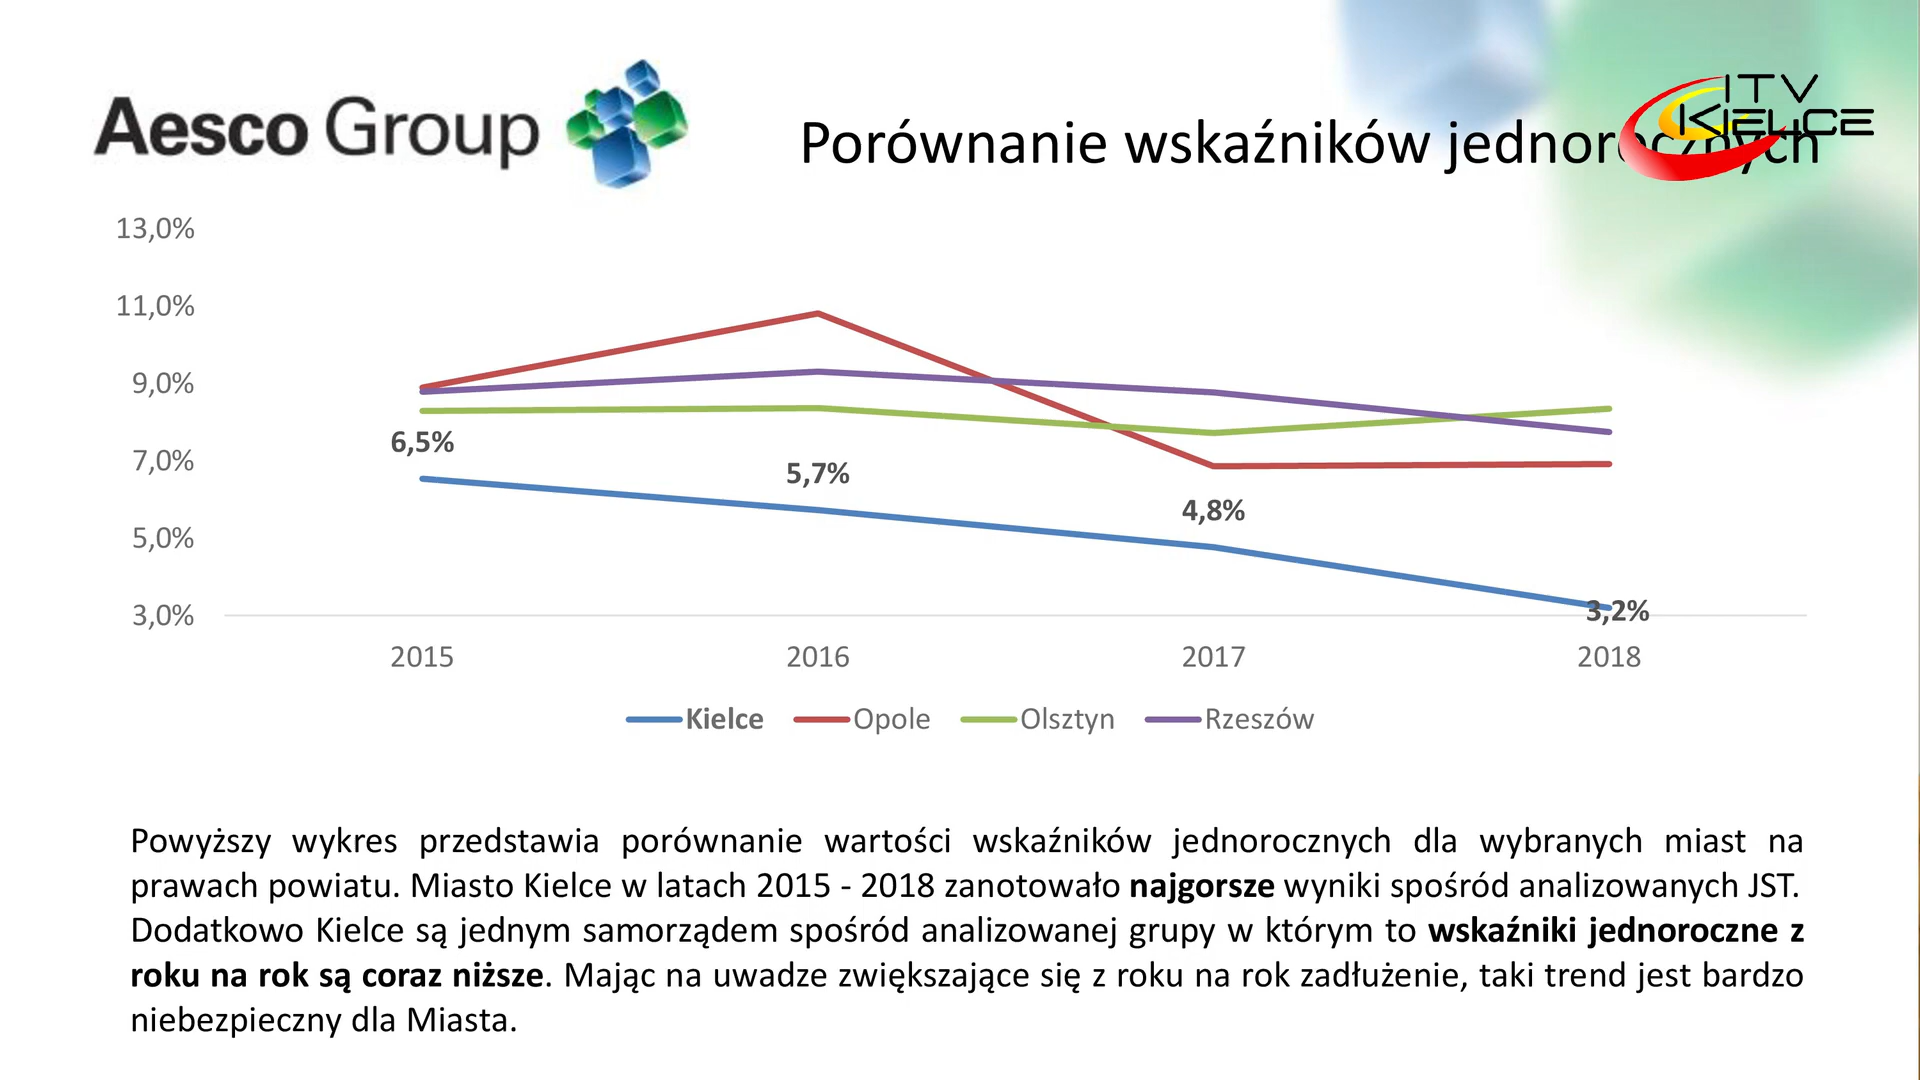 Aesco Group
ITV
KIELCE
Porównanie wskaźników jednorocznych
13,0%
11,0%
9,0%
7,0%
5,0%
3,0%
6,5%
5,7%
4,8%
3,2%
2015 2016 2017 2018
Kielce Opole Olsztyn Rzeszów
Powyższy wykres przedstawia porównanie wartości wskaźników jednorocznych dla wybranych miast na
prawach powiatu. Miasto Kielce w latach 2015 - 2018 zanotowało najgorsze wyniki spośród analizowanych JST.
Dodatkowo Kielce są jednym samorządem spośród analizowanej grupy w którym to wskaźniki jednoroczne z
roku na rok są coraz niższe. Mając na uwadze zwiększające się z roku na rok zadłużenie, taki trend jest bardzo
niebezpieczny dla Miasta.